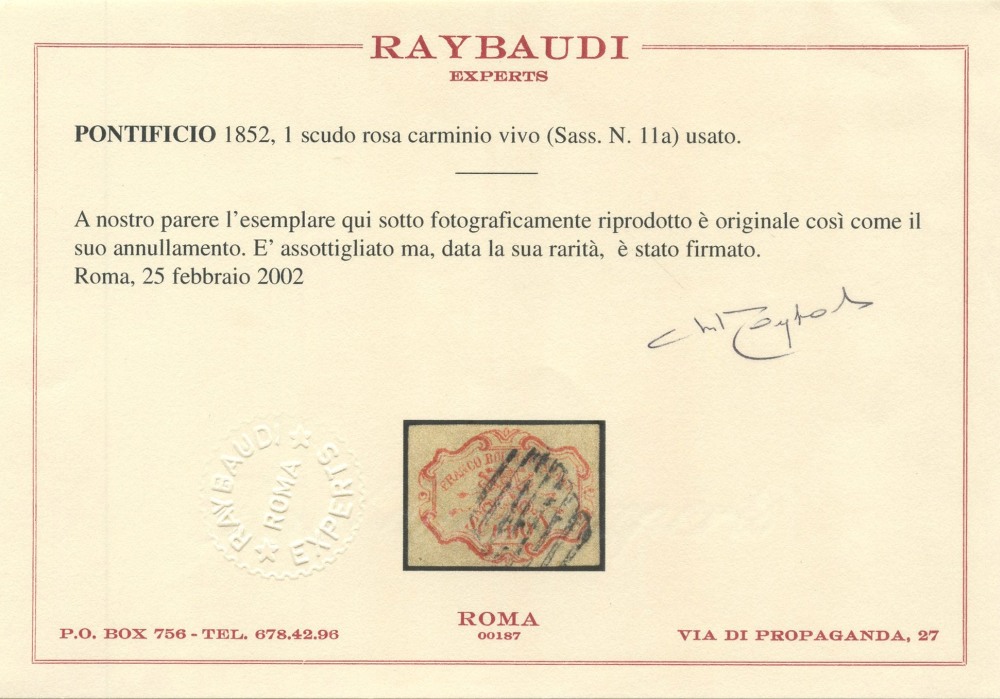 RAYBAUDI
EXPERTS
PONTIFICIO 1852, 1 scudo rosa carminio vivo (Sass. N. 11a) usato.
A nostro parere l'esemplare qui sotto fotograficamente riprodotto è originale così come il
suo annullamento. E' assottigliato ma, data la sua rarità, è stato firmato.
Roma, 25 febbraio 2002
RAYBAUDI EXPERTS
ROMA
FRANCO
P.O. BOX 756 - TEL. 678.42.96
ROMA
00187
VIA DI PROPAGANDA, 27